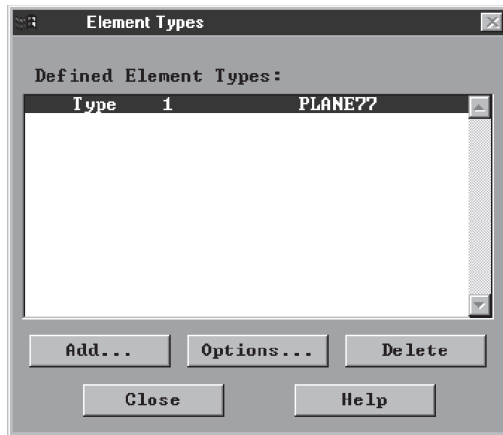 Element Types
Defined Element Types:
Type 1 PLANE77
Add... Options... Delete
Close Help